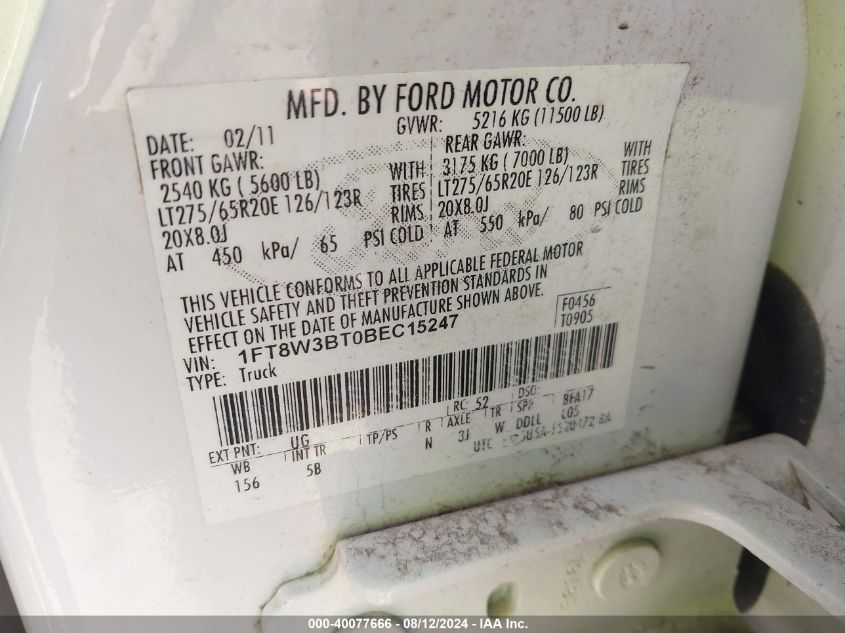 MFD. BY FORD MOTOR CO.
DATE: 02/11 GVWR: 5216 KG (11500 LB)
FRONT GAWR: REAR GAWR:
2540 KG ( 5600 LB) WITH 3175 KG ( 7000 LB) WITH
LT275/65R20E 126/123R TIRES LT275/65R20E 126/123R TIRES
20X8.0J RIMS 20X8.0J RIMS
AT 450 kPa/ 65 PSI COLD AT 550 kPa/ 80 PSI COLD
THIS VEHICLE CONFORMS TO ALL APPLICABLE FEDERAL MOTOR
VEHICLE SAFETY AND THEFT PREVENTION STANDARDS IN
EFFECT ON THE DATE OF MANUFACTURE SHOWN ABOVE.
F0456
T0905
VIN: 1FT8W3BT0BEC15247
TYPE: Truck
EXT PNT: UG RC: 52 DSO:
WB INT TR TP/PS R AXLE TR SPR BFA17
156 5B N 3J W DDLL C05
UTC
000-40077666 - 08/12/2024 - IAA Inc.